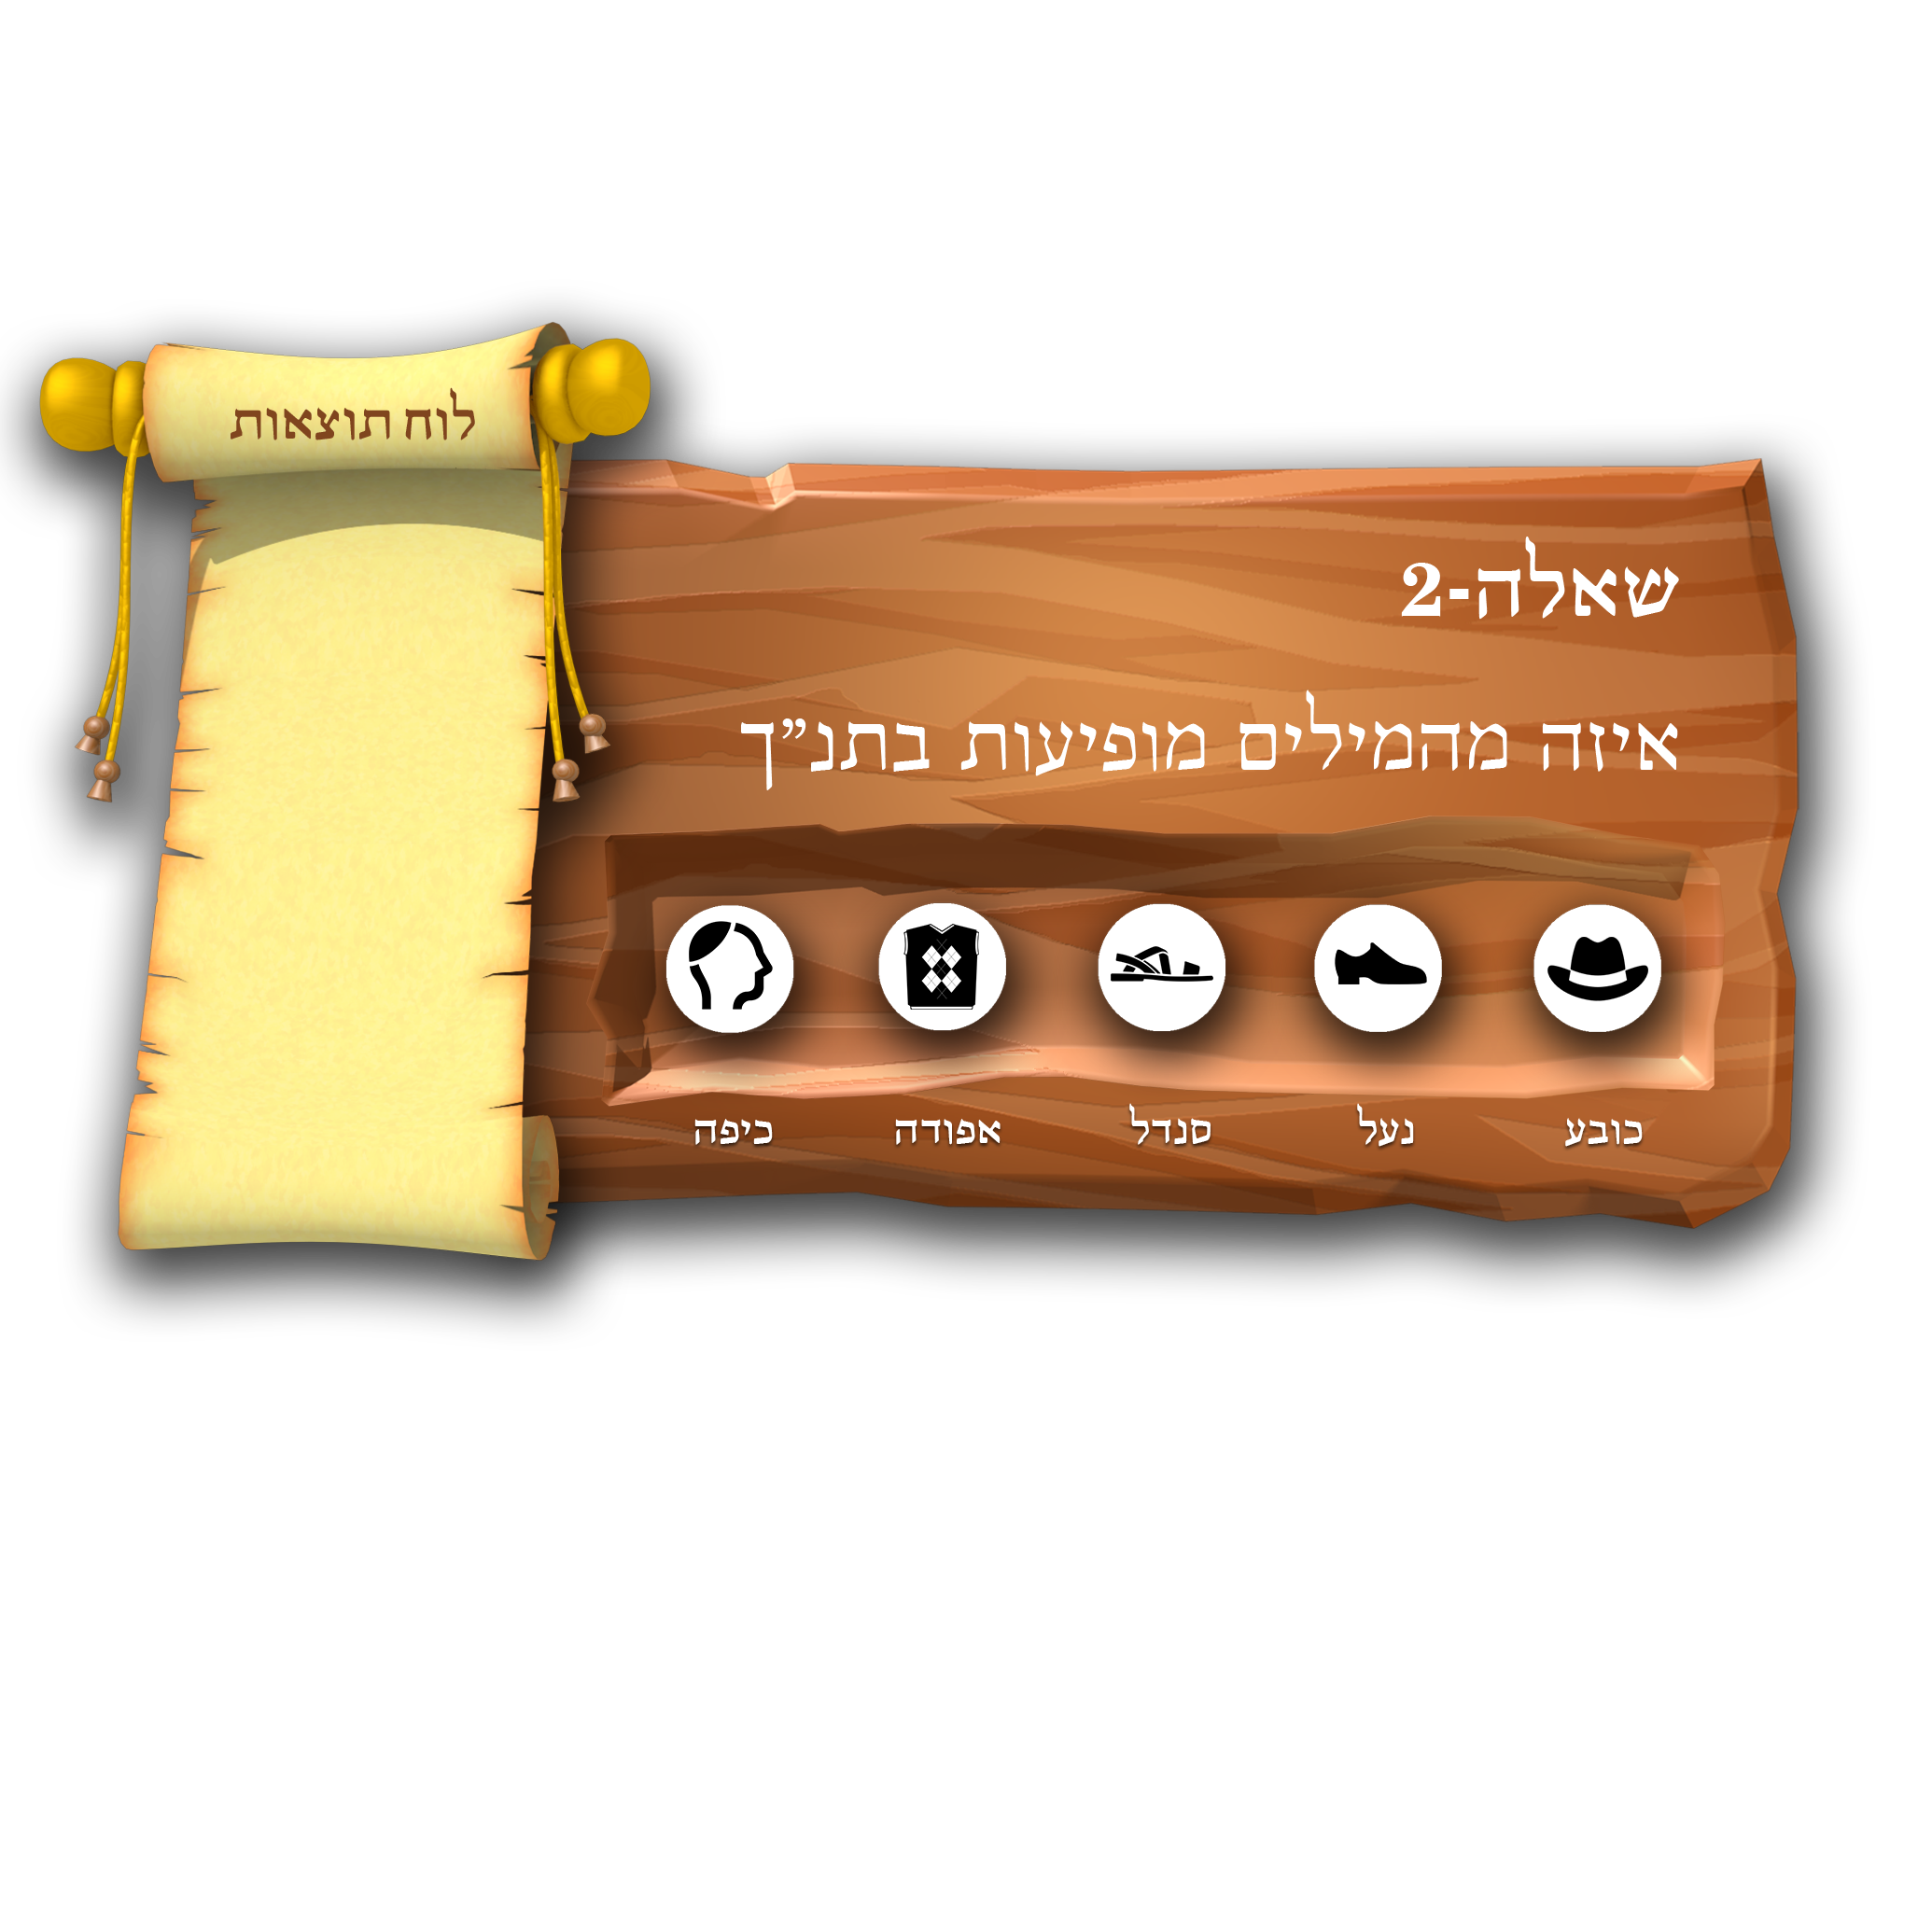 לוח תוצאות
שאלה-2
איזה מהמילים מופיעות בתנ”ך
כובע
נעל
סנדל
אפודה
כיפה